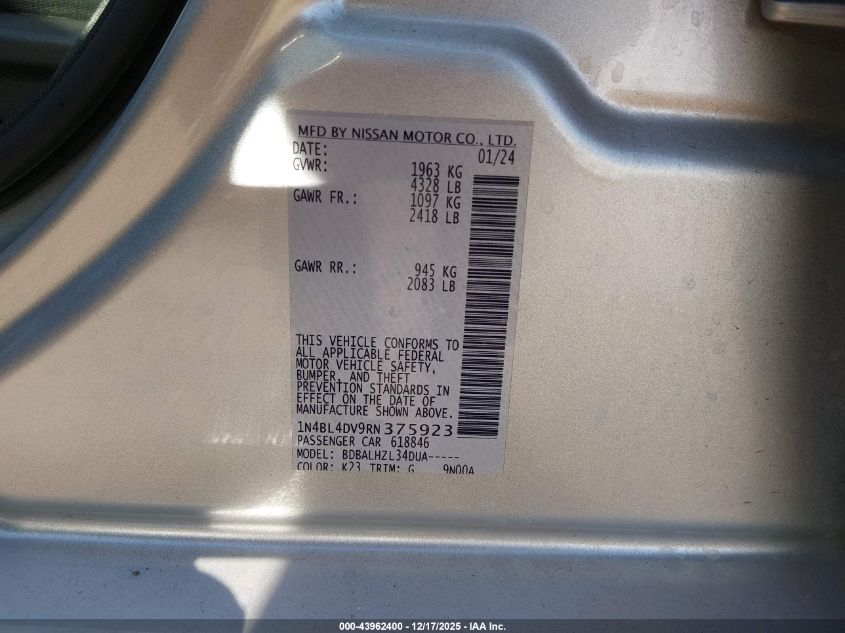 MFD BY NISSAN MOTOR CO., LTD.
DATE: 01/24
GVWR: 1963 KG
4328 LB
GAWR FR.: 1097 KG
2418 LB
GAWR RR.: 945 KG
2083 LB
THIS VEHICLE CONFORMS TO
ALL APPLICABLE FEDERAL
MOTOR VEHICLE SAFETY,
BUMPER, AND THEFT
PREVENTION STANDARDS IN
EFFECT ON THE DATE OF
MANUFACTURE SHOWN ABOVE.
1N4BL4DV9RN375923
PASSENGER CAR 618846
MODEL: BDBALHZL34DUA-----
COLOR: K23 TRIM: G 9N00A
000-43962400 - 12/17/2025 - IAA Inc.